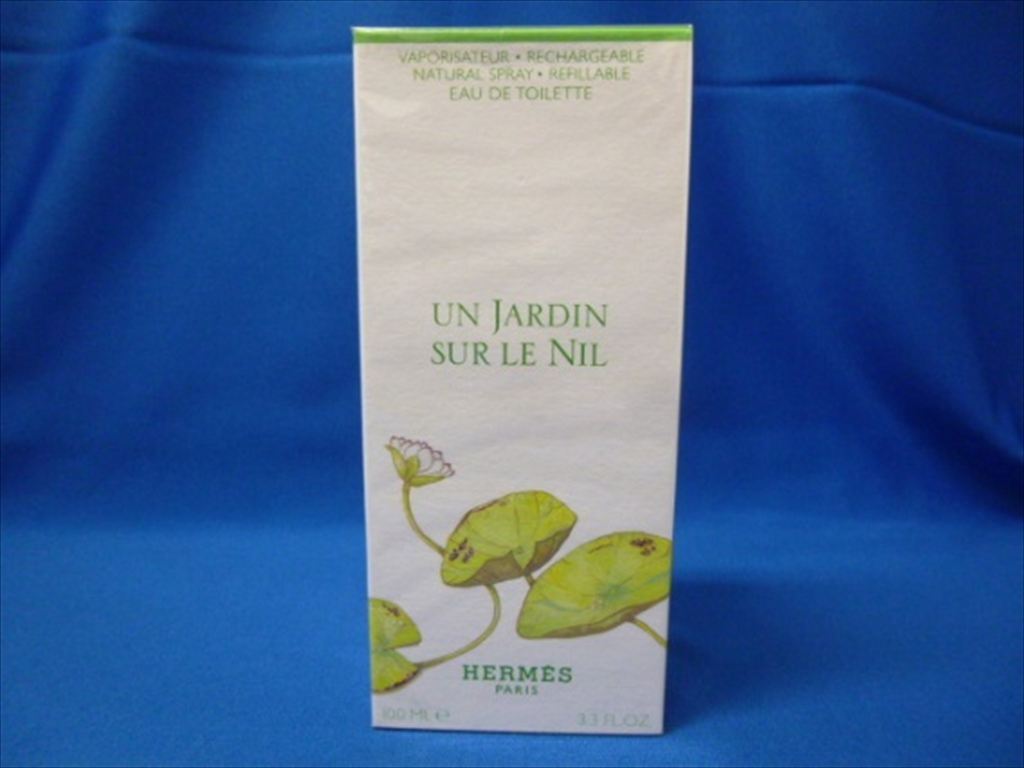 VAPORISATEUR • RECHARGEABLE
NATURAL SPRAY • REFILLABLE
EAU DE TOILETTE
UN JARDIN
SUR LE NIL
HERMÈS
PARIS
100 ML ℮ 3.3 FL.OZ.